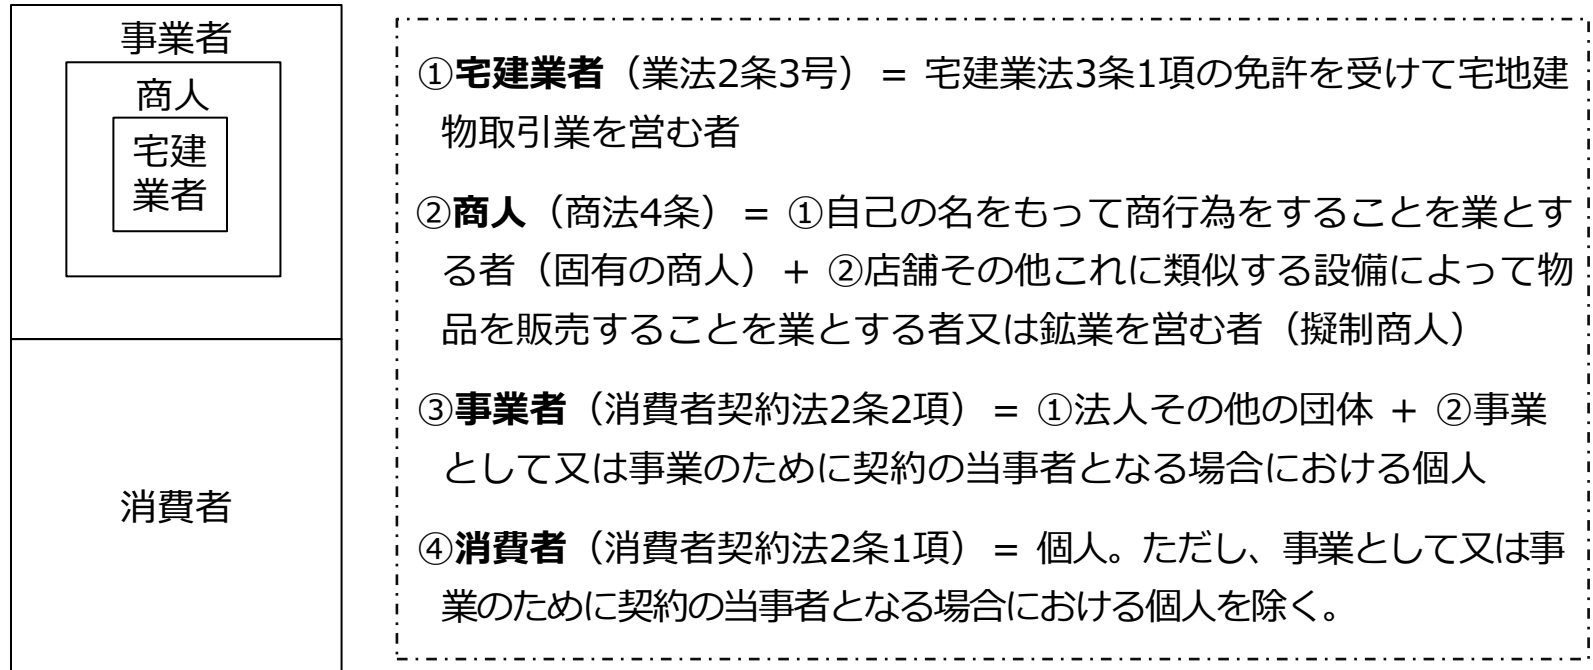 事業者
商人
宅建
業者
消費者
①宅建業者（業法2条3号）= 宅建業法3条1項の免許を受けて宅地建
物取引業を営む者
②商人（商法4条）= ①自己の名をもって商行為をすることを業とす
る者（固有の商人）+ ②店舗その他これに類似する設備によって物
品を販売することを業とする者又は鉱業を営む者（擬制商人）
③事業者（消費者契約法2条2項）= ①法人その他の団体 + ②事業
として又は事業のために契約の当事者となる場合における個人
④消費者（消費者契約法2条1項）= 個人。ただし、事業として又は事
業のために契約の当事者となる場合における個人を除く。